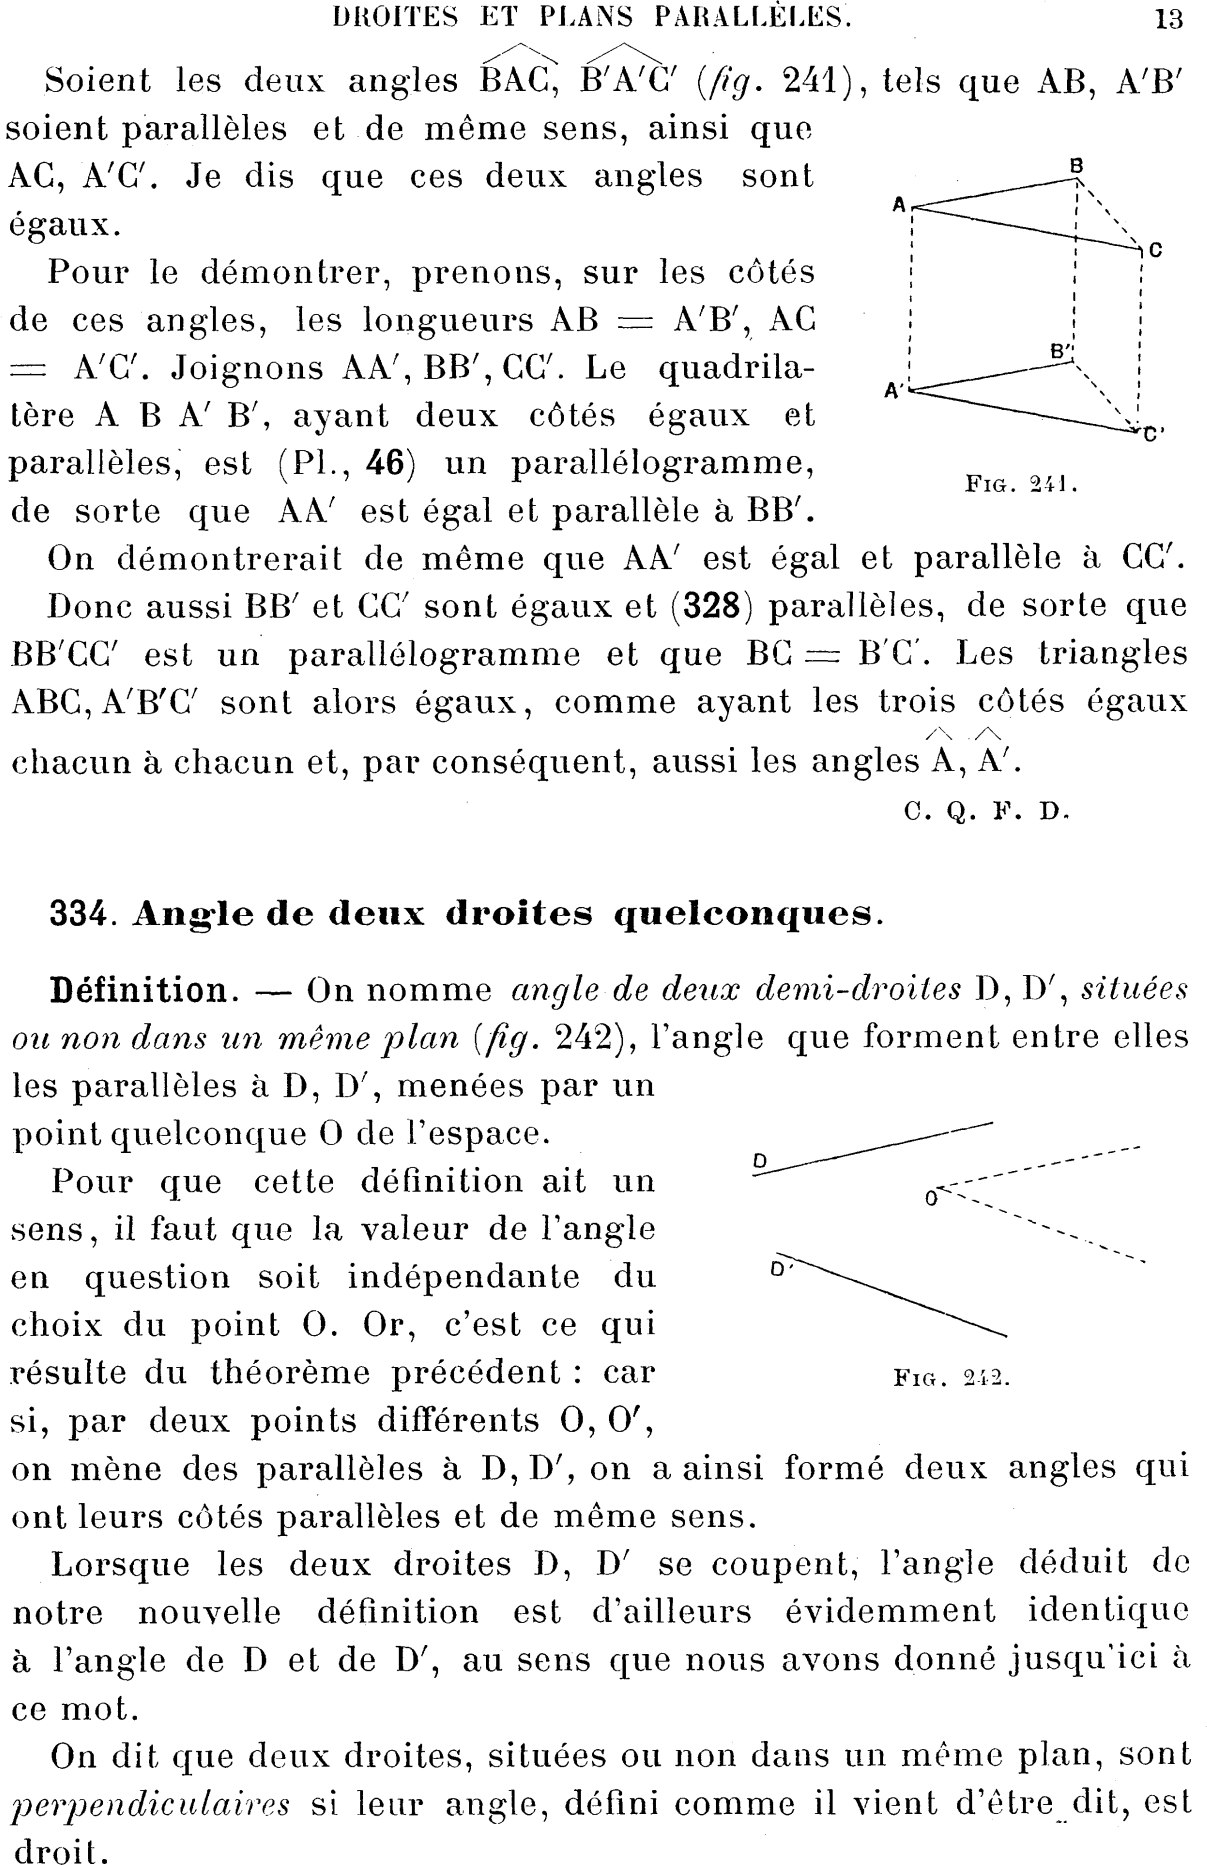 DROITES ET PLANS PARALLÈLES. 13
Soient les deux angles BAC, B′A′C′ (fig. 241), tels que AB, A′B′
soient parallèles et de même sens, ainsi que
AC, A′C′. Je dis que ces deux angles sont
égaux.
Pour le démontrer, prenons, sur les côtés
de ces angles, les longueurs AB = A′B′, AC
= A′C′. Joignons AA′, BB′, CC′. Le quadrila-
tère A B A′ B′, ayant deux côtés égaux et
parallèles, est (Pl., 46) un parallélogramme,
de sorte que AA′ est égal et parallèle à BB′.
B
A
C
B'
A'
C'
FIG. 241.
On démontrerait de même que AA′ est égal et parallèle à CC′.
Donc aussi BB′ et CC′ sont égaux et (328) parallèles, de sorte que
BB′CC′ est un parallélogramme et que BC = B′C′. Les triangles
ABC, A′B′C′ sont alors égaux, comme ayant les trois côtés égaux
chacun à chacun et, par conséquent, aussi les angles A, A′.
C. Q. F. D.
334. Angle de deux droites quelconques.
Définition. — On nomme angle de deux demi-droites D, D′, situées
ou non dans un même plan (fig. 242), l'angle que forment entre elles
les parallèles à D, D′, menées par un
point quelconque O de l'espace.
Pour que cette définition ait un
sens, il faut que la valeur de l'angle
en question soit indépendante du
choix du point O. Or, c'est ce qui
résulte du théorème précédent : car
si, par deux points différents O, O′,
D
O
D'
FIG. 242.
on mène des parallèles à D, D′, on a ainsi formé deux angles qui
ont leurs côtés parallèles et de même sens.
Lorsque les deux droites D, D′ se coupent, l'angle déduit de
notre nouvelle définition est d'ailleurs évidemment identique
à l'angle de D et de D′, au sens que nous avons donné jusqu'ici à
ce mot.
On dit que deux droites, situées ou non dans un même plan, sont
perpendiculaires si leur angle, défini comme il vient d'être dit, est
droit.